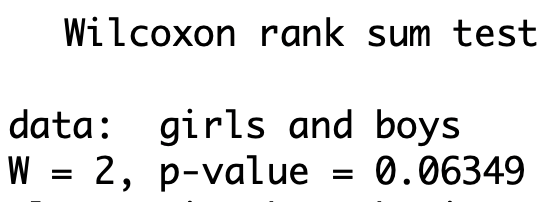 Wilcoxon rank sum test
data:  girls and boys
W = 2, p-value = 0.06349